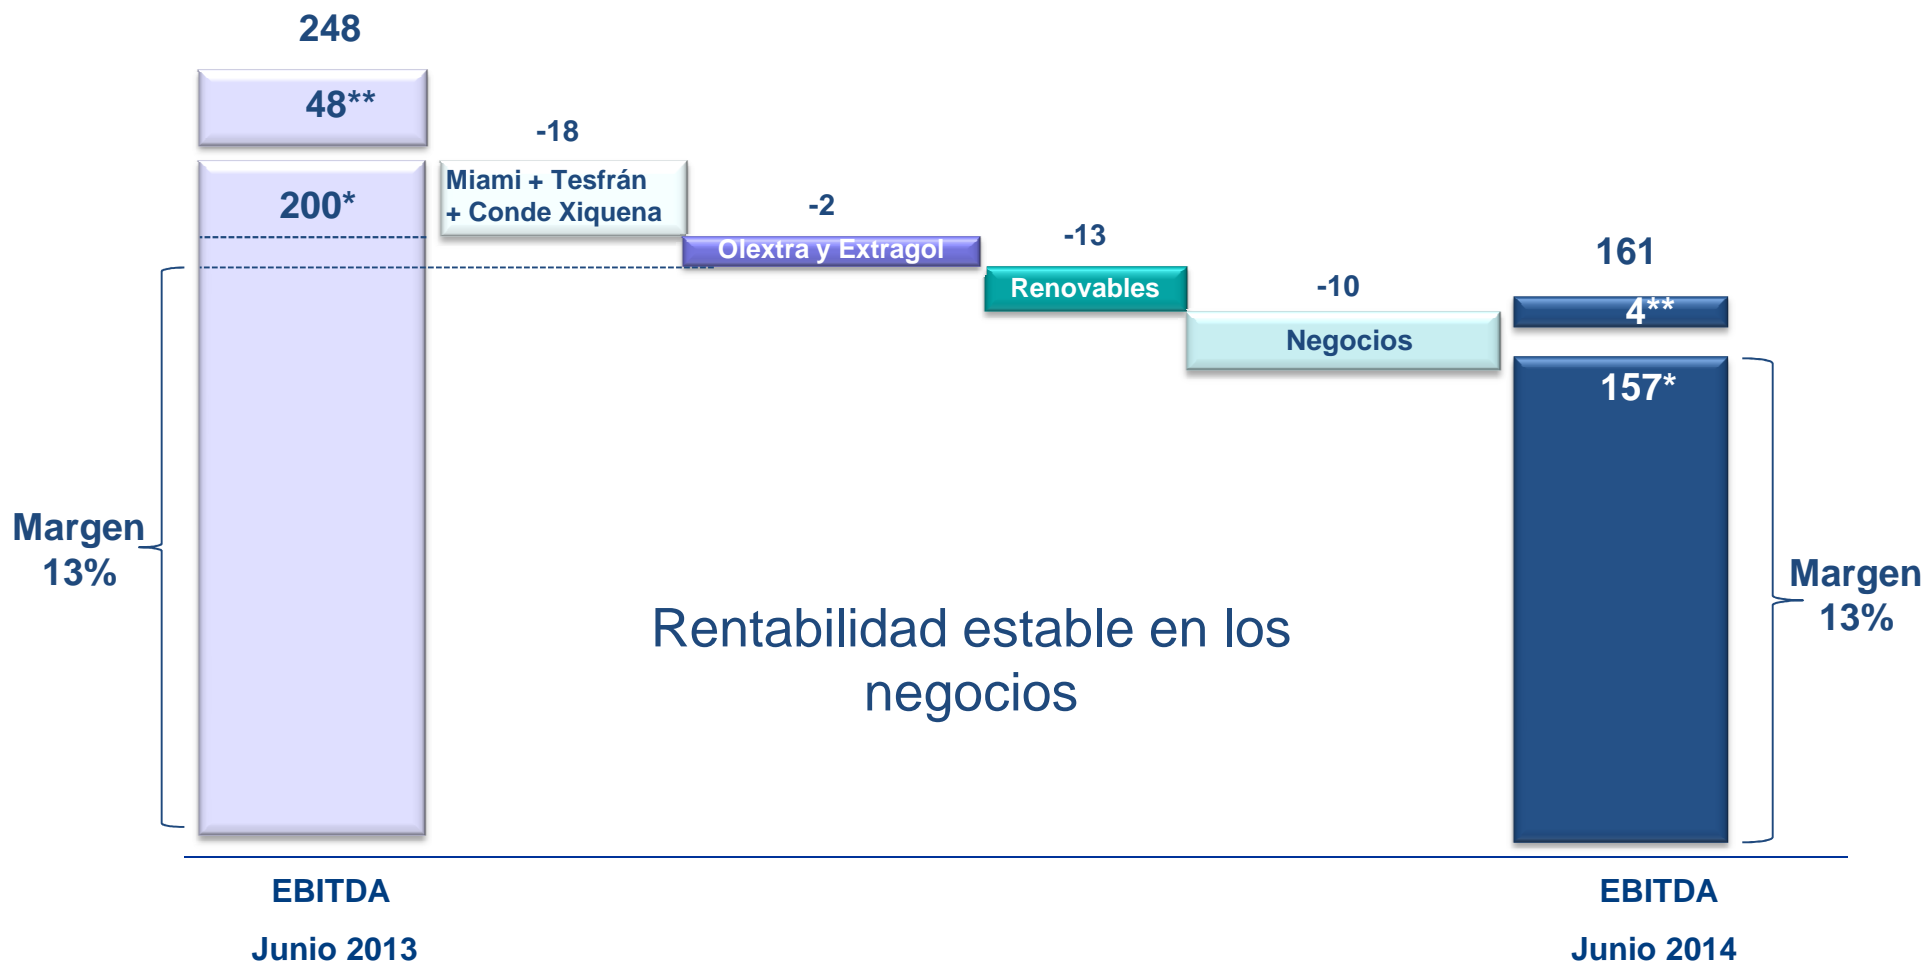 248
48**
-18
Miami + Tesfrán
+ Conde Xiquena
200*
-2
Olextra y Extragol
-13
Renovables
-10
Negocios
161
4**
157*
Margen
13%
Margen
13%
Rentabilidad estable en los
negocios
EBITDA
Junio 2013
EBITDA
Junio 2014